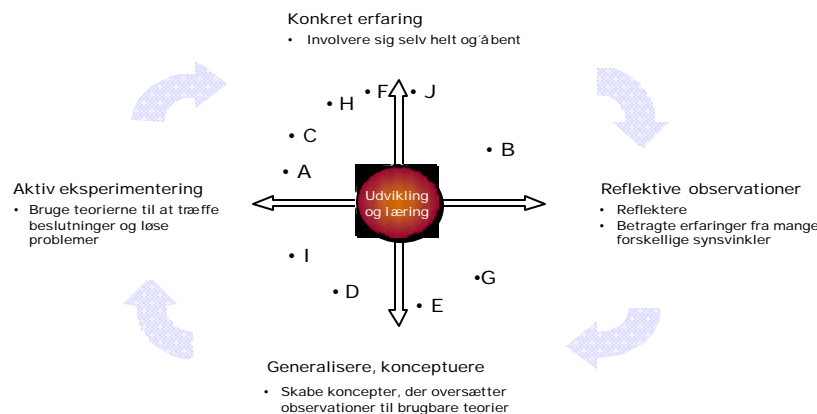 Konkret erfaring
• Involvere sig selv helt og åbent
• F
• J
• H
• C
• B
• A
Aktiv eksperimentering
• Bruge teorierne til at træffe
beslutninger og løse
problemer
Udvikling
og læring
Reflektive observationer
• Reflektere
• Betragte erfaringer fra mange
forskellige synsvinkler
• I
• G
• D
• E
Generalisere, konceptuere
• Skabe koncepter, der oversætter
observationer til brugbare teorier